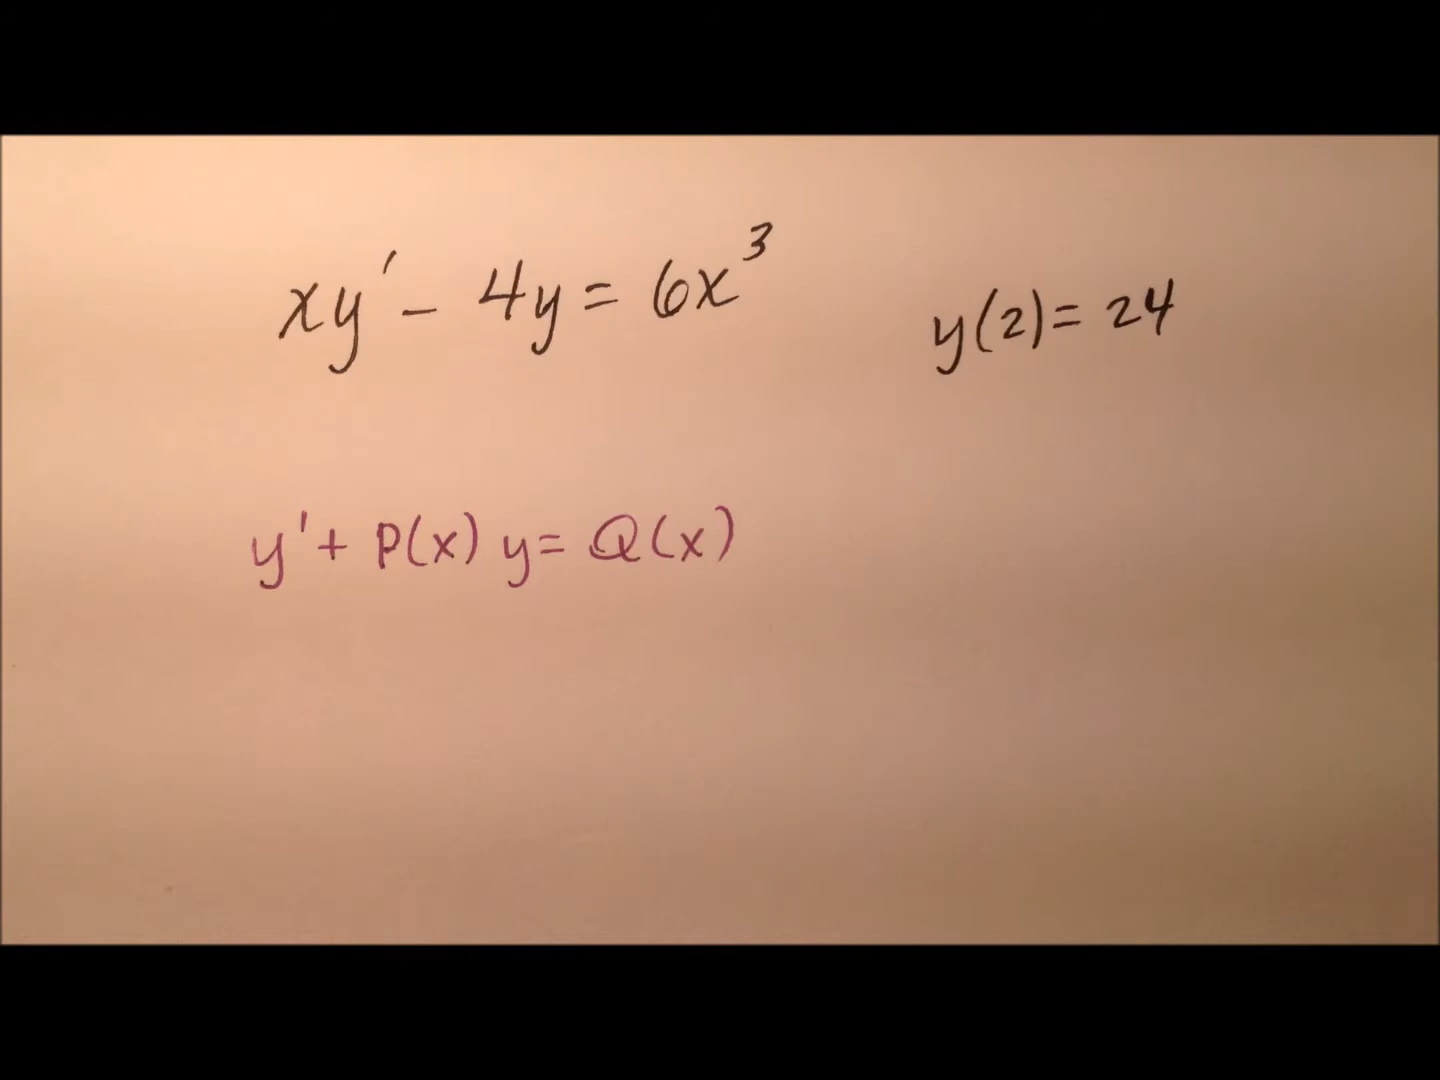 xy' - 4y = 6x³
y(2) = 24
y' + P(x) y = Q(x)